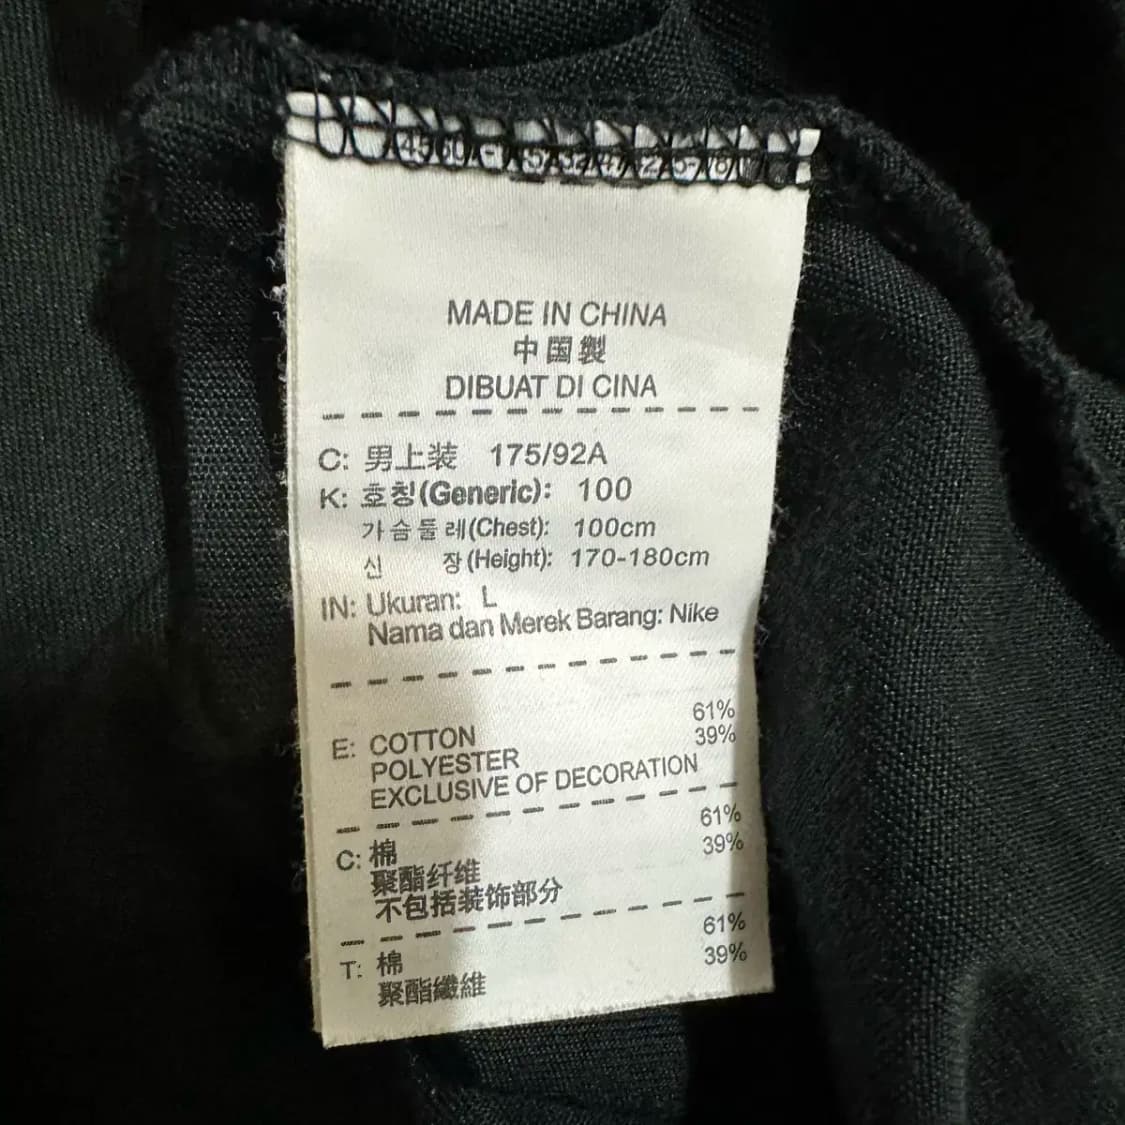 MADE IN CHINA
中国製
DIBUAT DI CINA
C: 男上装 175/92A
K: 호칭(Generic): 100
가슴둘레(Chest): 100cm
신 장(Height): 170-180cm
IN: Ukuran: L
Nama dan Merek Barang: Nike
E: COTTON 61%
POLYESTER 39%
EXCLUSIVE OF DECORATION
C: 棉 61%
聚酯纤维 39%
不包括装饰部分
T: 棉 61%
聚酯纖維 39%